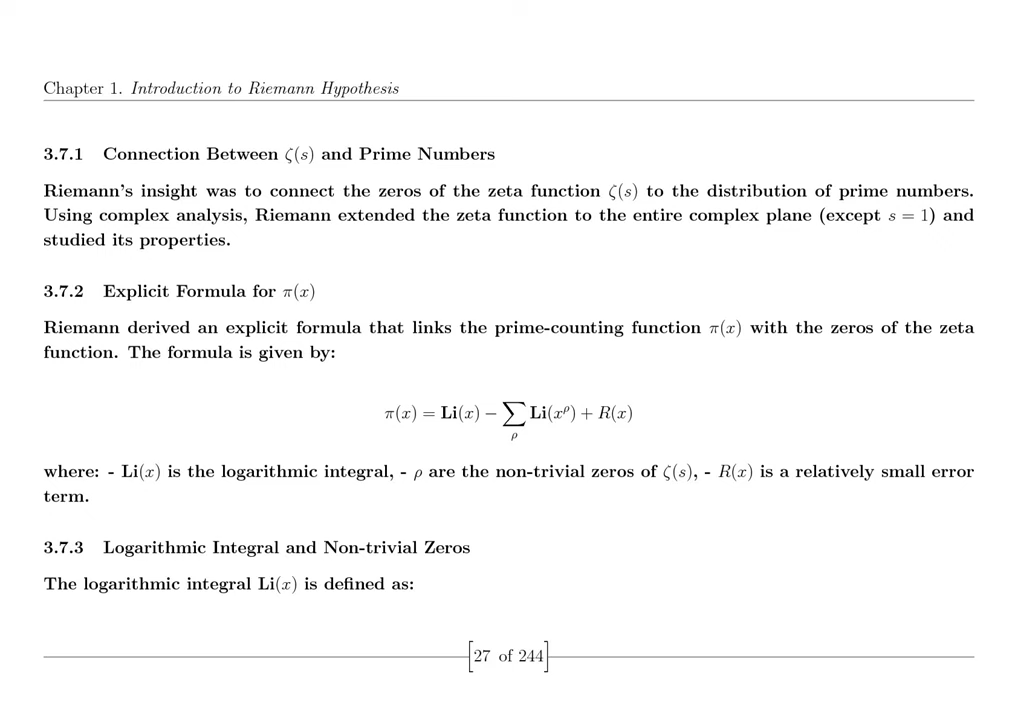 Chapter 1. Introduction to Riemann Hypothesis
3.7.1 Connection Between ζ(s) and Prime Numbers
Riemann's insight was to connect the zeros of the zeta function ζ(s) to the distribution of prime numbers.
Using complex analysis, Riemann extended the zeta function to the entire complex plane (except s = 1) and
studied its properties.
3.7.2 Explicit Formula for π(x)
Riemann derived an explicit formula that links the prime-counting function π(x) with the zeros of the zeta
function. The formula is given by:
π(x) = Li(x) − ∑ Li(x^ρ) + R(x)
ρ
where: - Li(x) is the logarithmic integral, - ρ are the non-trivial zeros of ζ(s), - R(x) is a relatively small error
term.
3.7.3 Logarithmic Integral and Non-trivial Zeros
The logarithmic integral Li(x) is defined as:
[27 of 244]